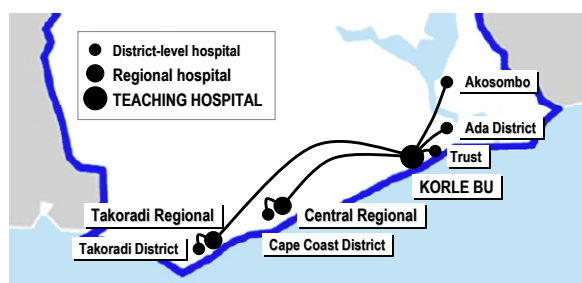 District-level hospital
Regional hospital
TEACHING HOSPITAL
Akosombo
Ada District
Trust
KORLE BU
Takoradi Regional
Central Regional
Takoradi District
Cape Coast District